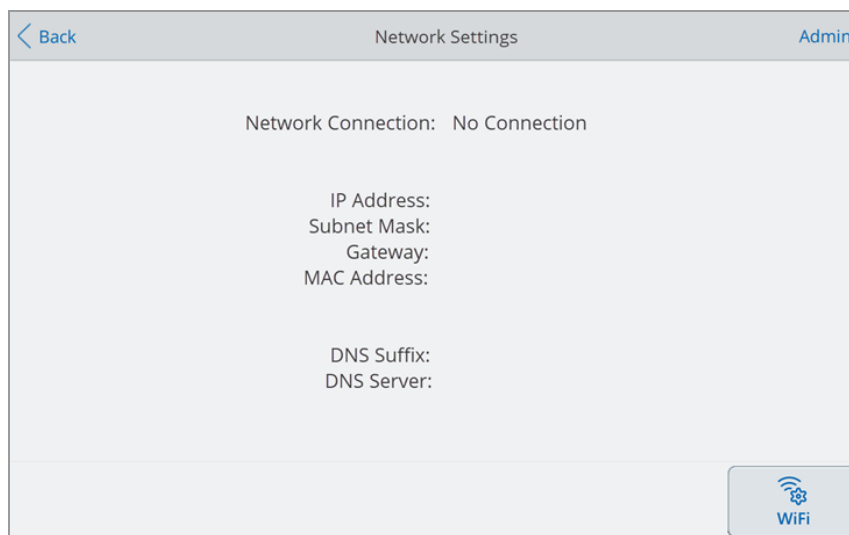 Back Network Settings Admin
Network Connection: No Connection
IP Address:
Subnet Mask:
Gateway:
MAC Address:
DNS Suffix:
DNS Server:
WiFi